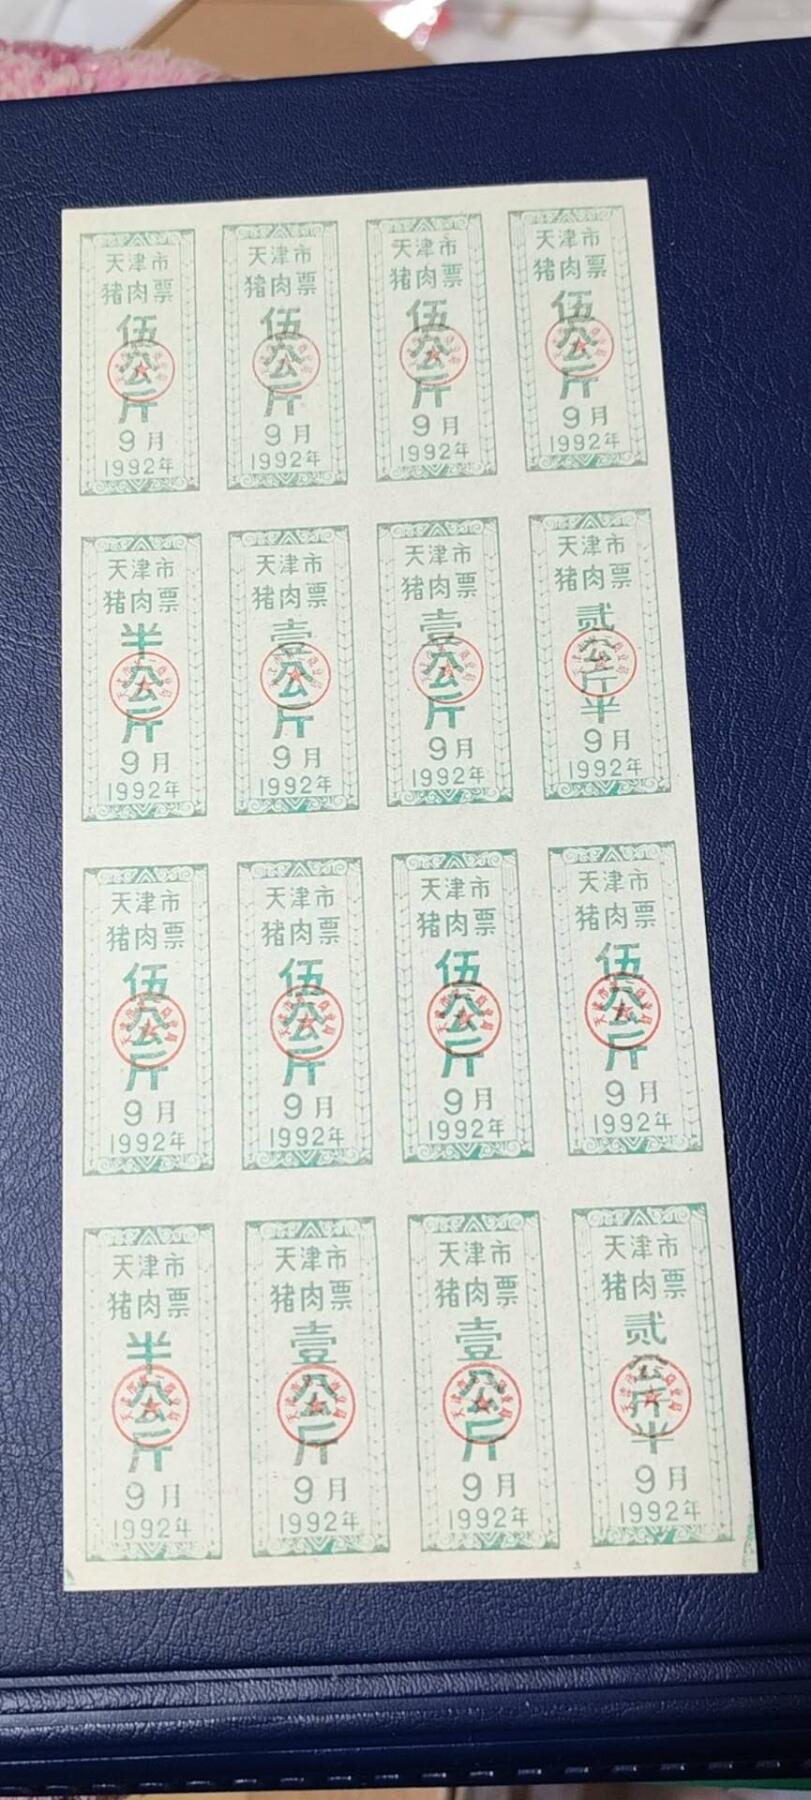 天津市
猪肉票
伍公斤
9月
1992年
天津市
猪肉票
伍公斤
9月
1992年
天津市
猪肉票
伍公斤
9月
1992年
天津市
猪肉票
伍公斤
9月
1992年
天津市
猪肉票
半公斤
9月
1992年
天津市
猪肉票
壹公斤
9月
1992年
天津市
猪肉票
壹公斤
9月
1992年
天津市
猪肉票
贰公斤半
9月
1992年
天津市
猪肉票
伍公斤
9月
1992年
天津市
猪肉票
伍公斤
9月
1992年
天津市
猪肉票
伍公斤
9月
1992年
天津市
猪肉票
伍公斤
9月
1992年
天津市
猪肉票
半公斤
9月
1992年
天津市
猪肉票
壹公斤
9月
1992年
天津市
猪肉票
壹公斤
9月
1992年
天津市
猪肉票
贰公斤半
9月
1992年